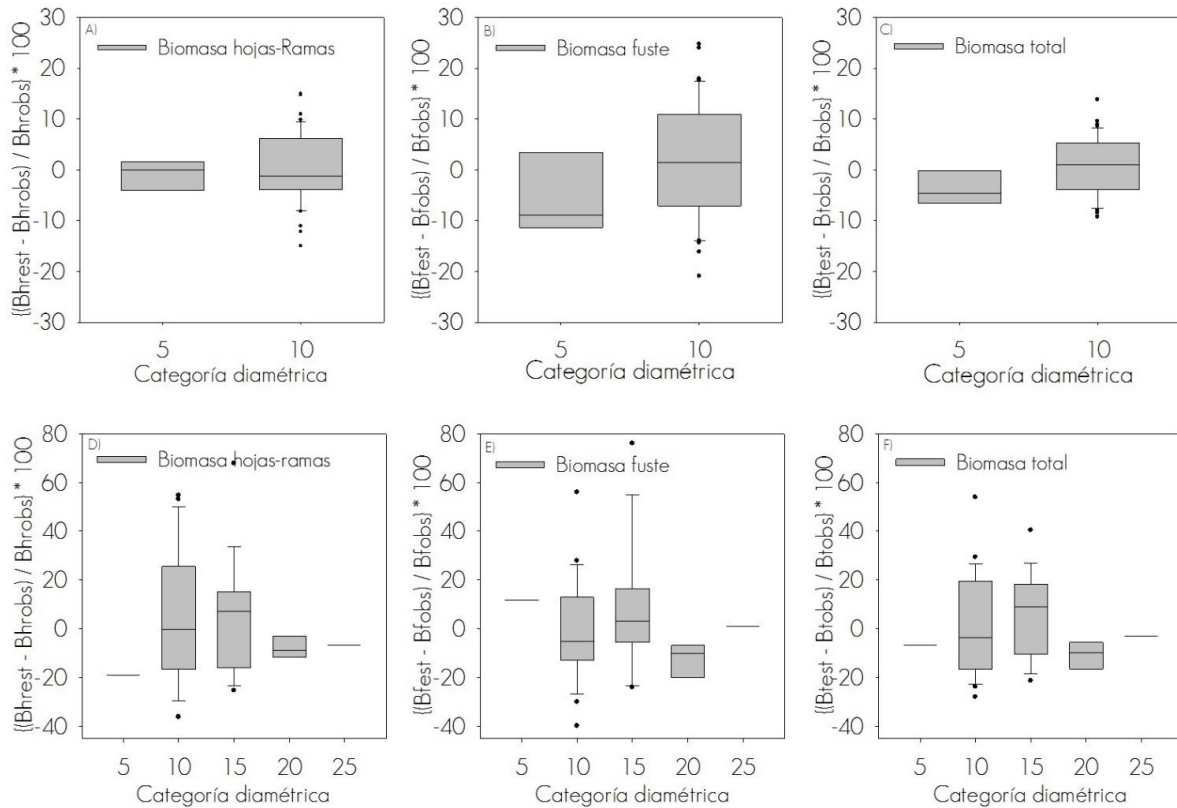 A)
Biomasa hojas-Ramas
{(Bhrest - Bhrobs) / Bhrobs} * 100
30
20
10
0
-10
-20
-30
5 10
Categoría diamétrica
B)
Biomasa fuste
{(Bfest - Bfobs) / Bfobs} * 100
30
20
10
0
-10
-20
-30
5 10
Categoría diamétrica
C)
Biomasa total
{(Btest - Btobs) / Btobs} * 100
30
20
10
0
-10
-20
-30
5 10
Categoría diamétrica
D)
Biomasa hojas-ramas
{(Bhrest - Bhrobs) / Bhrobs} * 100
80
60
40
20
0
-20
-40
5 10 15 20 25
Categoría diamétrica
E)
Biomasa fuste
{(Bfest - Bfobs) / Bfobs} * 100
80
60
40
20
0
-20
-40
5 10 15 20 25
Categoría diamétrica
F)
Biomasa total
{(Btest - Btobs) / Btobs} * 100
80
60
40
20
0
-20
-40
5 10 15 20 25
Categoría diamétrica